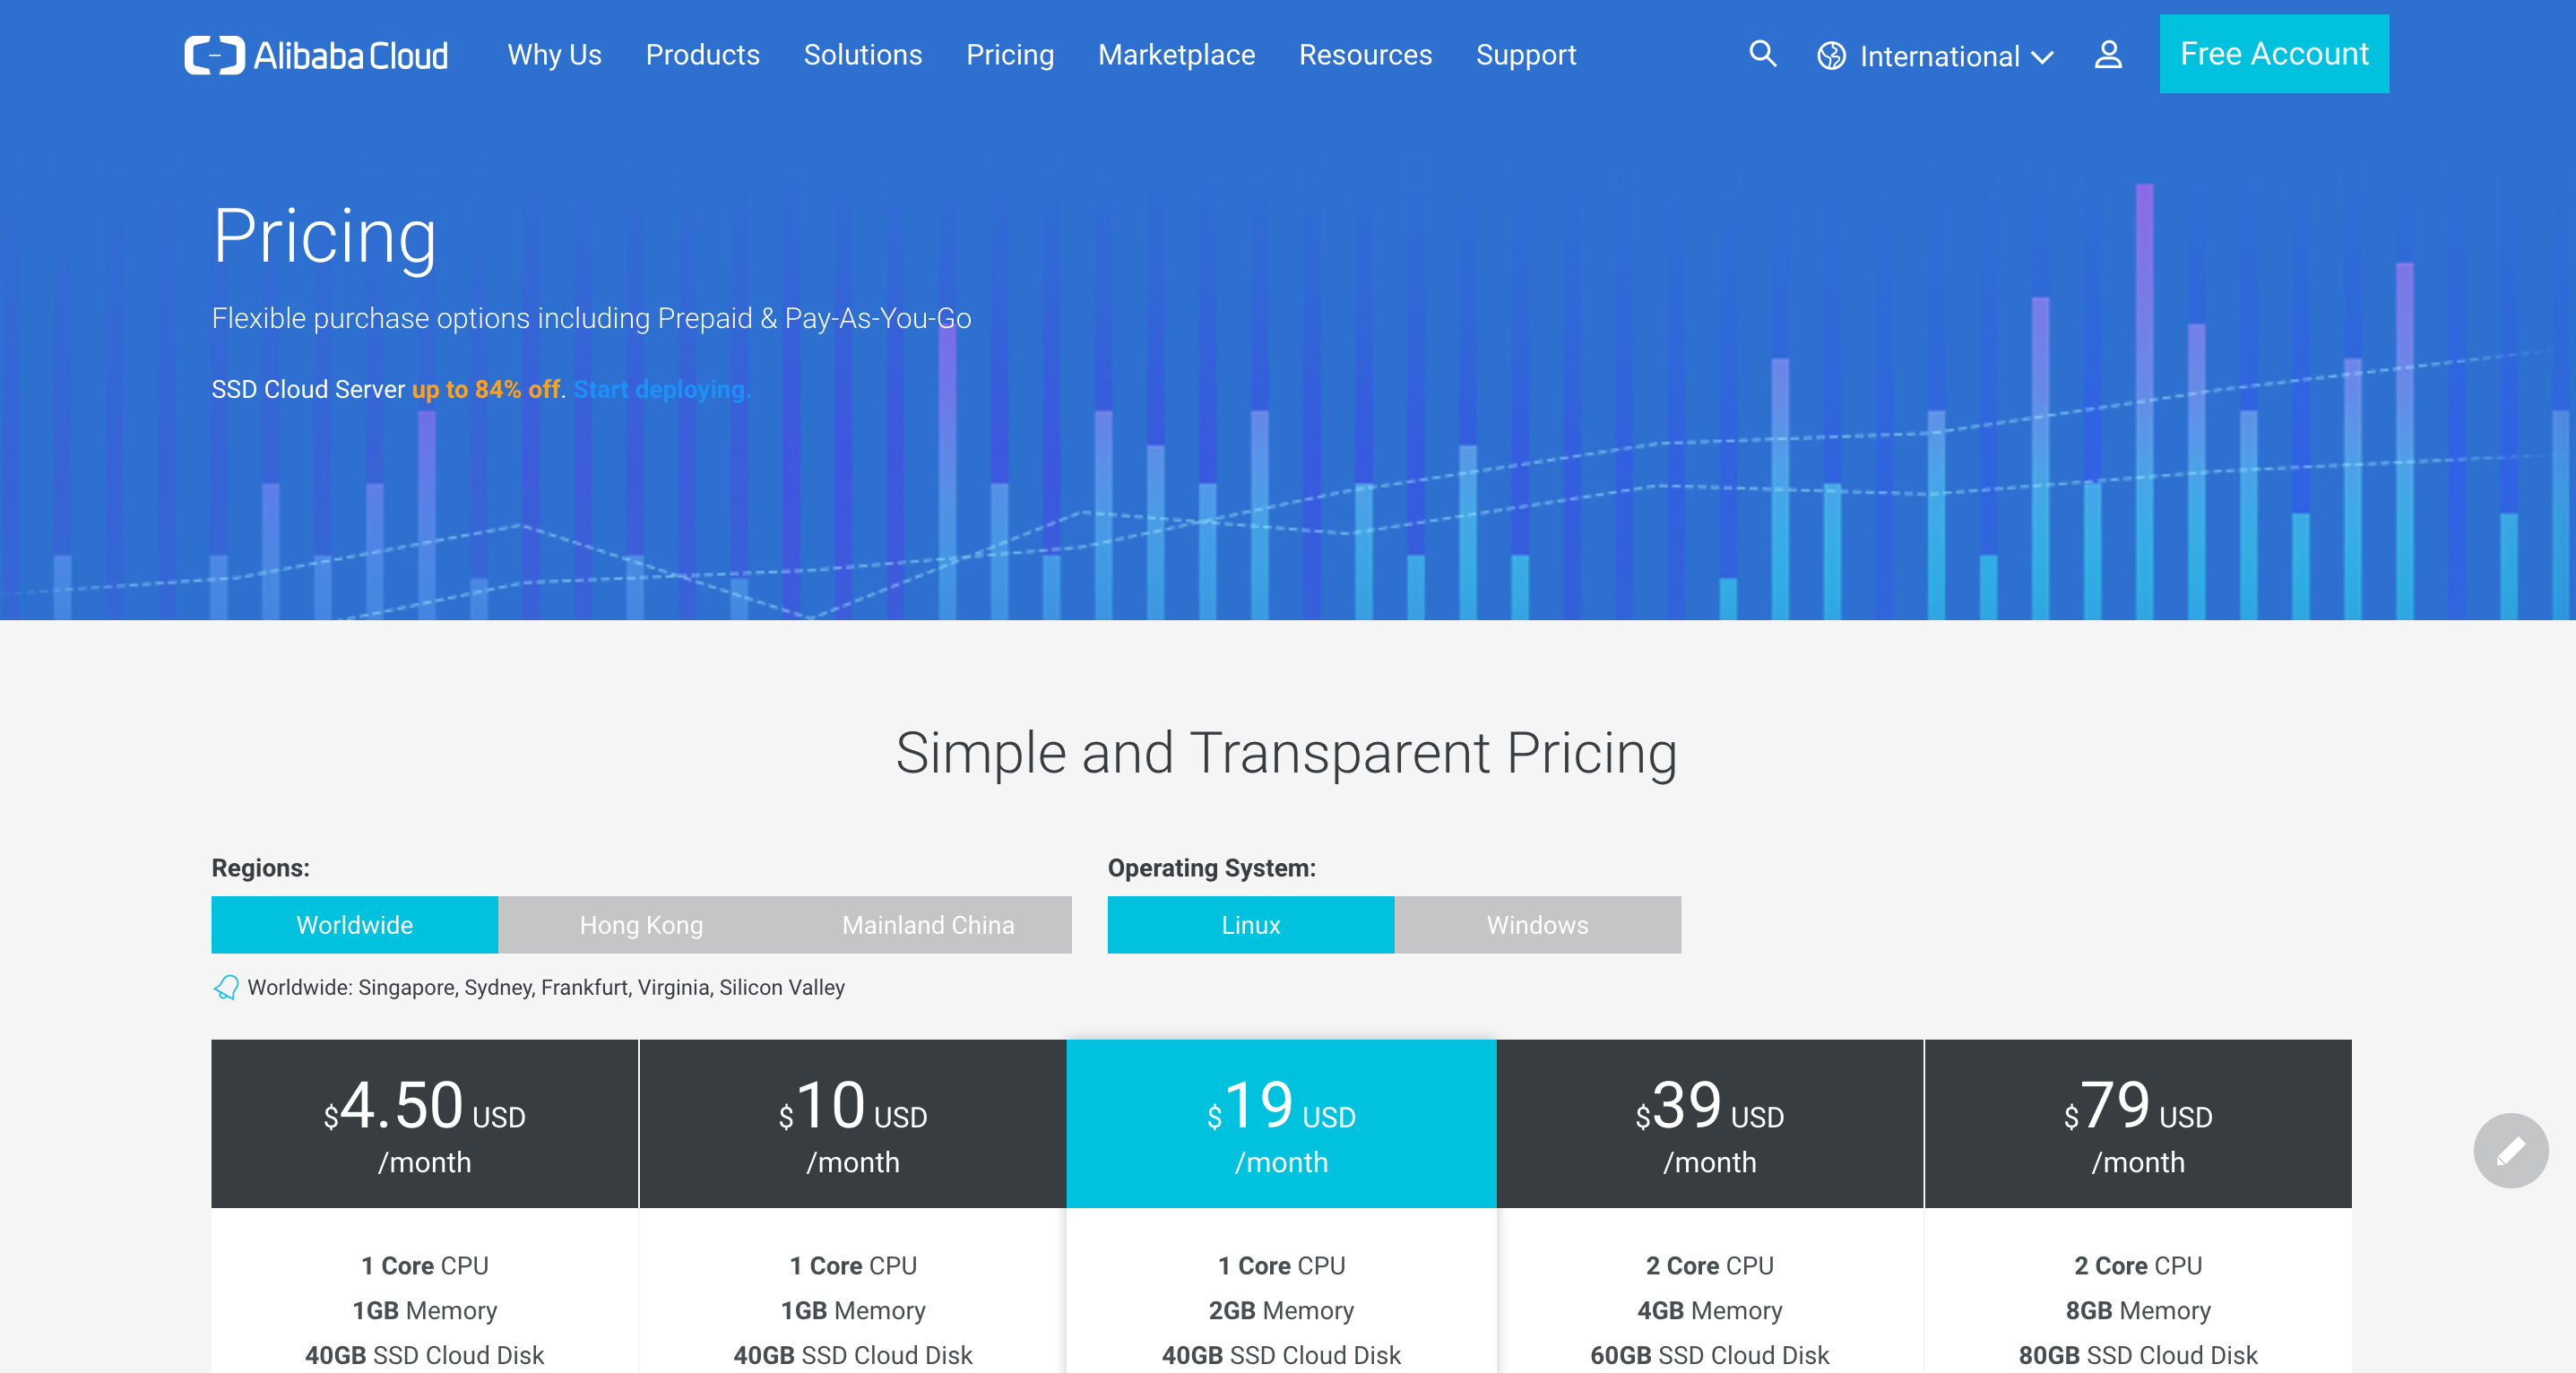 Alibaba Cloud Why Us Products Solutions Pricing Marketplace Resources Support International Free Account
Pricing
Flexible purchase options including Prepaid & Pay-As-You-Go
SSD Cloud Server up to 84% off. Start deploying.
Simple and Transparent Pricing
Regions:
Worldwide Hong Kong Mainland China
Worldwide: Singapore, Sydney, Frankfurt, Virginia, Silicon Valley
Operating System:
Linux Windows
$4.50 USD
/month
1 Core CPU
1GB Memory
40GB SSD Cloud Disk
$10 USD
/month
1 Core CPU
1GB Memory
40GB SSD Cloud Disk
$19 USD
/month
1 Core CPU
2GB Memory
40GB SSD Cloud Disk
$39 USD
/month
2 Core CPU
4GB Memory
60GB SSD Cloud Disk
$79 USD
/month
2 Core CPU
8GB Memory
80GB SSD Cloud Disk